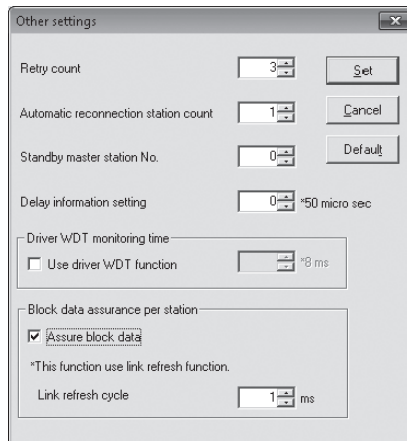 Other settings
Retry count 3 Set
Automatic reconnection station count 1 Cancel
Standby master station No. 0 Default
Delay information setting 0 *50 micro sec
Driver WDT monitoring time
Use driver WDT function *8 ms
Block data assurance per station
Assure block data
*This function use link refresh function.
Link refresh cycle 1 ms